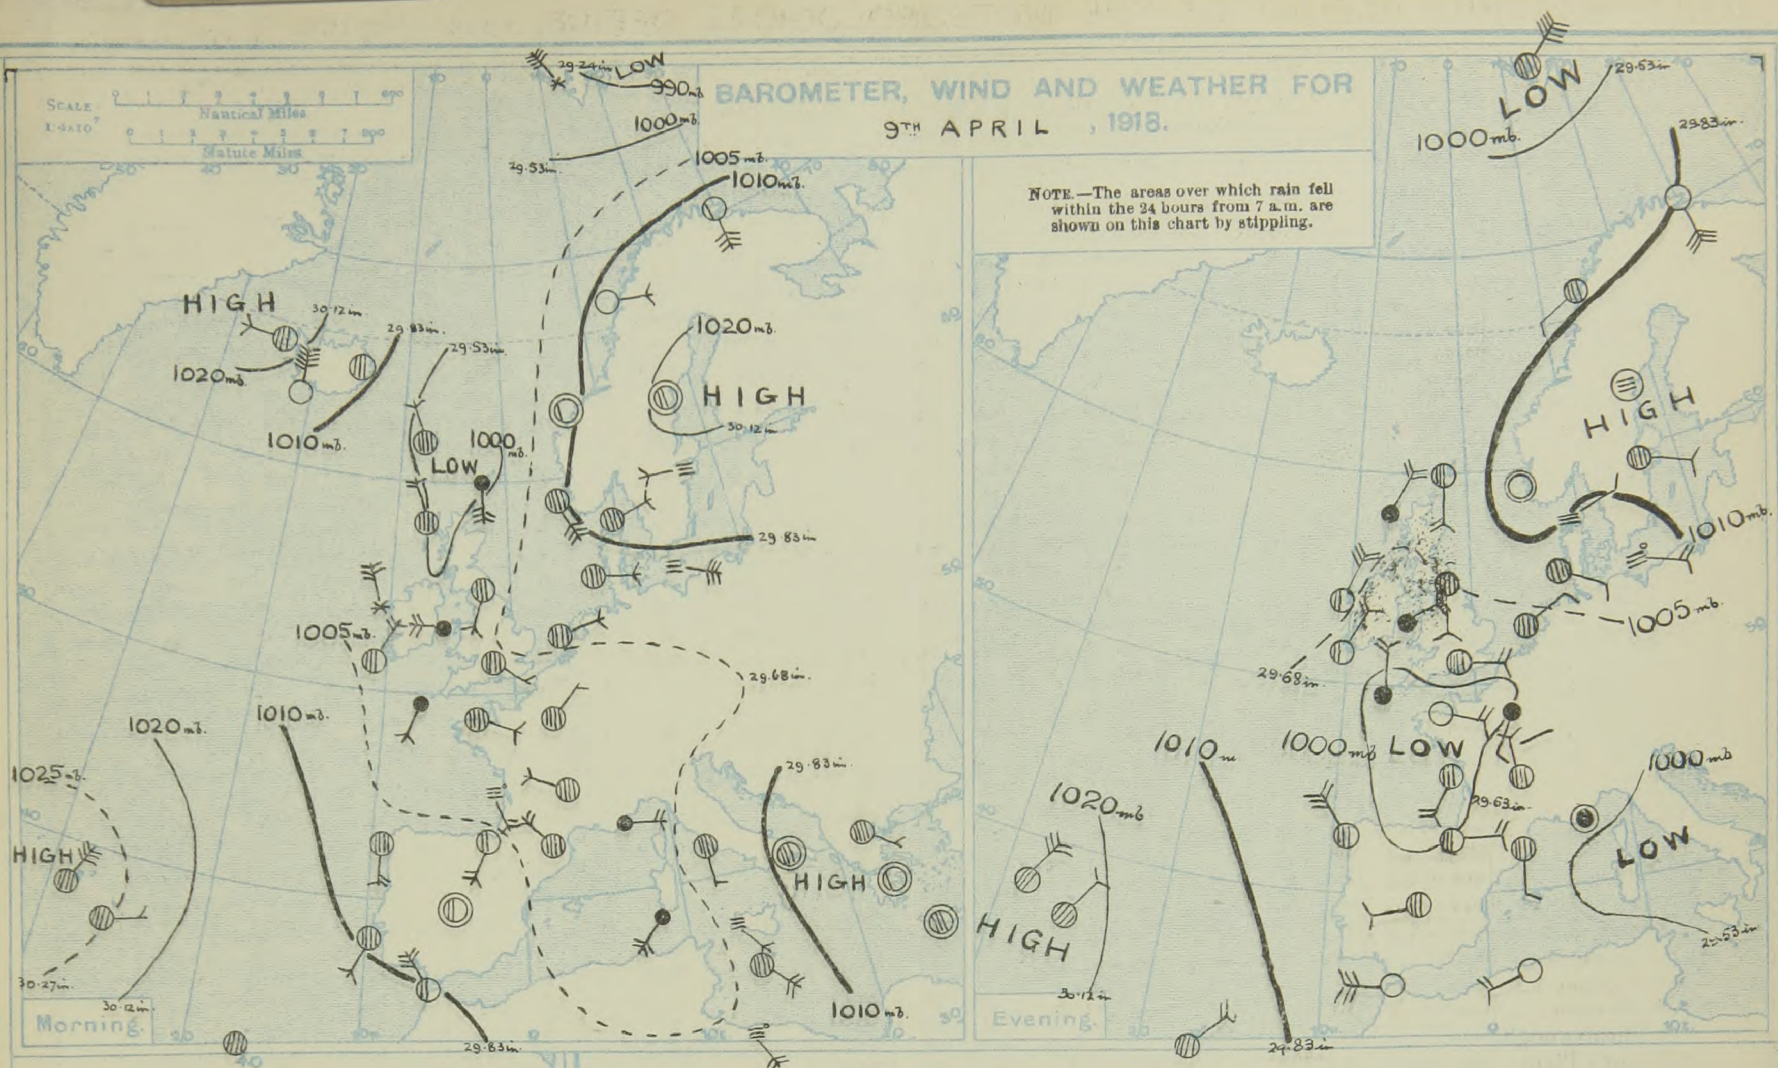 BAROMETER, WIND AND WEATHER FOR
9TH APRIL , 1918.
SCALE
Nautical Miles
Statute Miles
NOTE.—The areas over which rain fell
within the 24 hours from 7 a.m. are
shown on this chart by stippling.
29·24in LOW
990mb
1000mb.
29·53in.
1005mb.
1010mb.
HIGH
30·12in
29·83in.
1020mb.
1010mb.
29·53in.
1000mb.
LOW
1020mb.
HIGH
30·12in
29·83in
1005mb.
29·68in.
1020mb.
1010mb.
1025mb.
HIGH
29·83in.
HIGH
1010mb.
30·27in.
30·12in
29·83in.
Morning.
LOW
29·53in
1000mb.
29·83in.
HIGH
1010mb.
1005mb.
29·68in.
1010m
1000mb LOW
1000mb
1020mb
29·53in.
LOW
HIGH
29·53in
30·12in
29·83in
Evening.